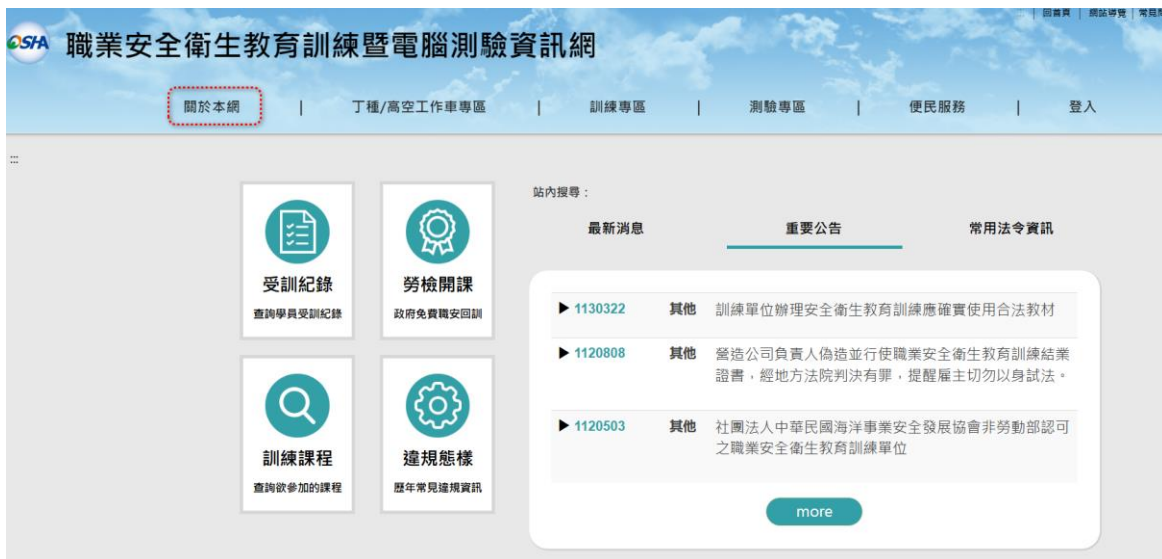 回首頁 | 網站導覽 | 常見
OSHA 職業安全衛生教育訓練暨電腦測驗資訊網
關於本網 | 丁種/高空工作車專區 | 訓練專區 | 測驗專區 | 便民服務 | 登入
:::
站內搜尋：
最新消息 重要公告 常用法令資訊
受訓紀錄 勞檢開課
查詢學員受訓紀錄 政府免費職安回訓
訓練課程 違規態樣
查詢欲參加的課程 歷年常見違規資訊
▶ 1130322 其他 訓練單位辦理安全衛生教育訓練應確實使用合法教材
▶ 1120808 其他 營造公司負責人偽造並行使職業安全衛生教育訓練結業
證書，經地方法院判決有罪，提醒雇主切勿以身試法。
▶ 1120503 其他 社團法人中華民國海洋事業安全發展協會非勞動部認可
之職業安全衛生教育訓練單位
more